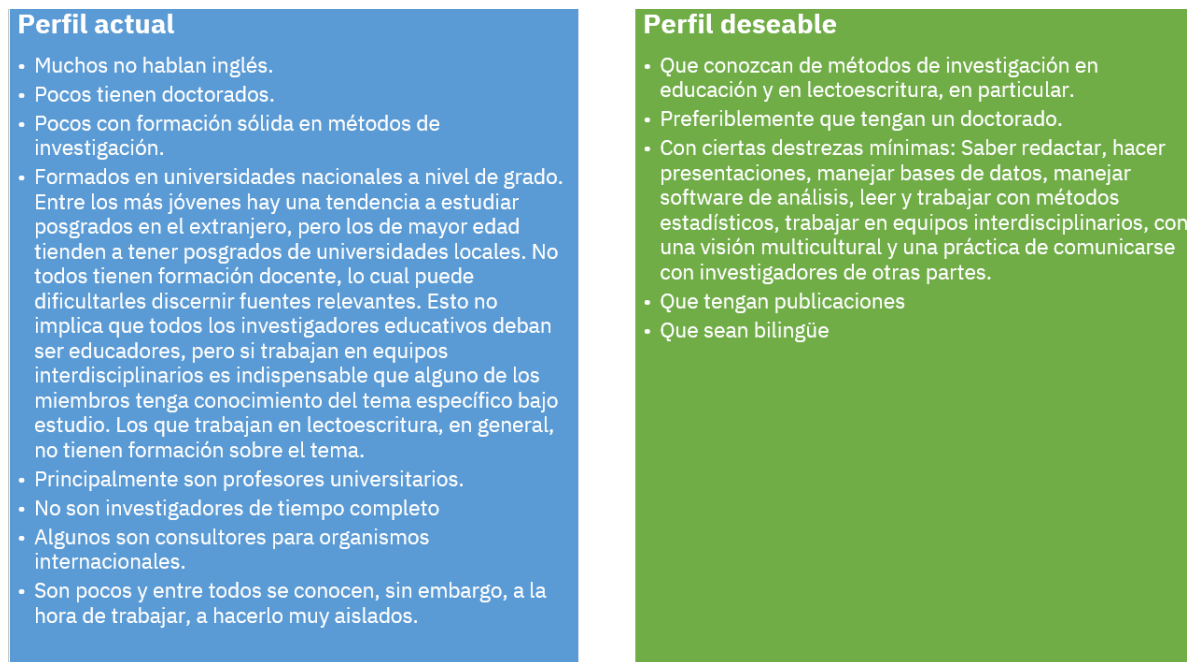 Perfil actual
• Muchos no hablan inglés.
• Pocos tienen doctorados.
• Pocos con formación sólida en métodos de
investigación.
• Formados en universidades nacionales a nivel de grado.
Entre los más jóvenes hay una tendencia a estudiar
posgrados en el extranjero, pero los de mayor edad
tienden a tener posgrados de universidades locales. No
todos tienen formación docente, lo cual puede
dificultarles discernir fuentes relevantes. Esto no
implica que todos los investigadores educativos deban
ser educadores, pero si trabajan en equipos
interdisciplinarios es indispensable que alguno de los
miembros tenga conocimiento del tema específico bajo
estudio. Los que trabajan en lectoescritura, en general,
no tienen formación sobre el tema.
• Principalmente son profesores universitarios.
• No son investigadores de tiempo completo
• Algunos son consultores para organismos
internacionales.
• Son pocos y entre todos se conocen, sin embargo, a la
hora de trabajar, a hacerlo muy aislados.
Perfil deseable
• Que conozcan de métodos de investigación en
educación y en lectoescritura, en particular.
• Preferiblemente que tengan un doctorado.
• Con ciertas destrezas mínimas: Saber redactar, hacer
presentaciones, manejar bases de datos, manejar
software de análisis, leer y trabajar con métodos
estadísticos, trabajar en equipos interdisciplinarios, con
una visión multicultural y una práctica de comunicarse
con investigadores de otras partes.
• Que tengan publicaciones
• Que sean bilingüe